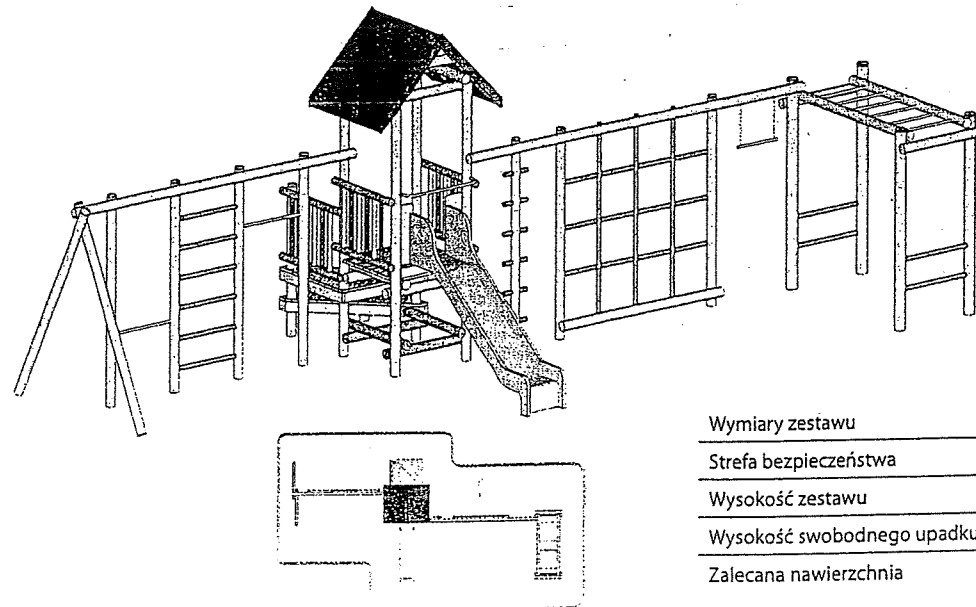 Wymiary zestawu
Strefa bezpieczeństwa
Wysokość zestawu
Wysokość swobodnego upadku
Zalecana nawierzchnia